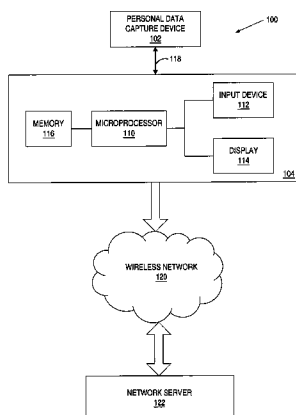 PERSONAL DATA
CAPTURE DEVICE
102
100
118
INPUT DEVICE
112
MEMORY
116
MICROPROCESSOR
110
DISPLAY
114
104
WIRELESS NETWORK
120
NETWORK SERVER
122